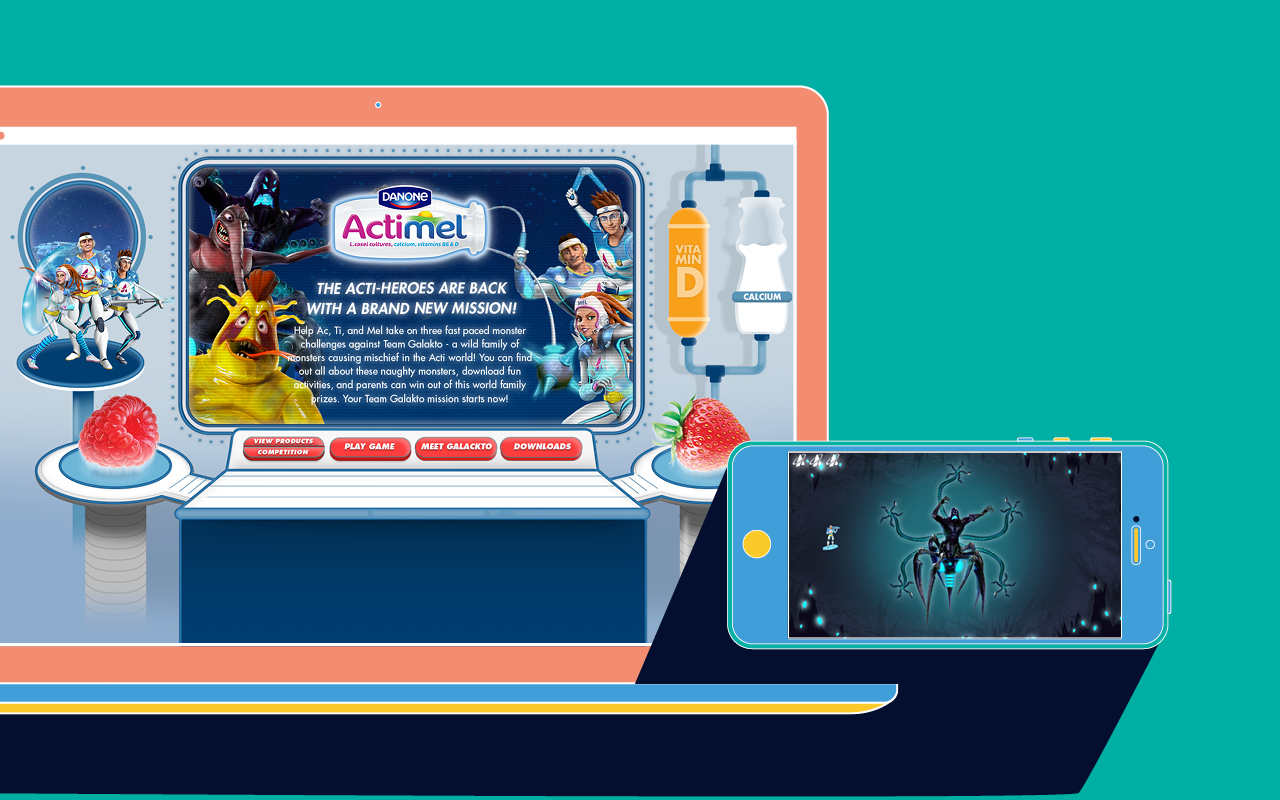 DANONE
Actimel
L.casei cultures, calcium, vitamins B6 & D
THE ACTI-HEROES ARE BACK
WITH A BRAND NEW MISSION!
Help Ac, Ti, and Mel take on three fast paced monster
challenges against Team Galakto - a wild family of
monsters causing mischief in the Acti world! You can find
out all about these naughty monsters, download fun
activities, and parents can win out of this world family
prizes. Your Team Galakto mission starts now!
VITA
MIN
D
CALCIUM
VIEW PRODUCTS
COMPETITION
PLAY GAME
MEET GALACKTO
DOWNLOADS